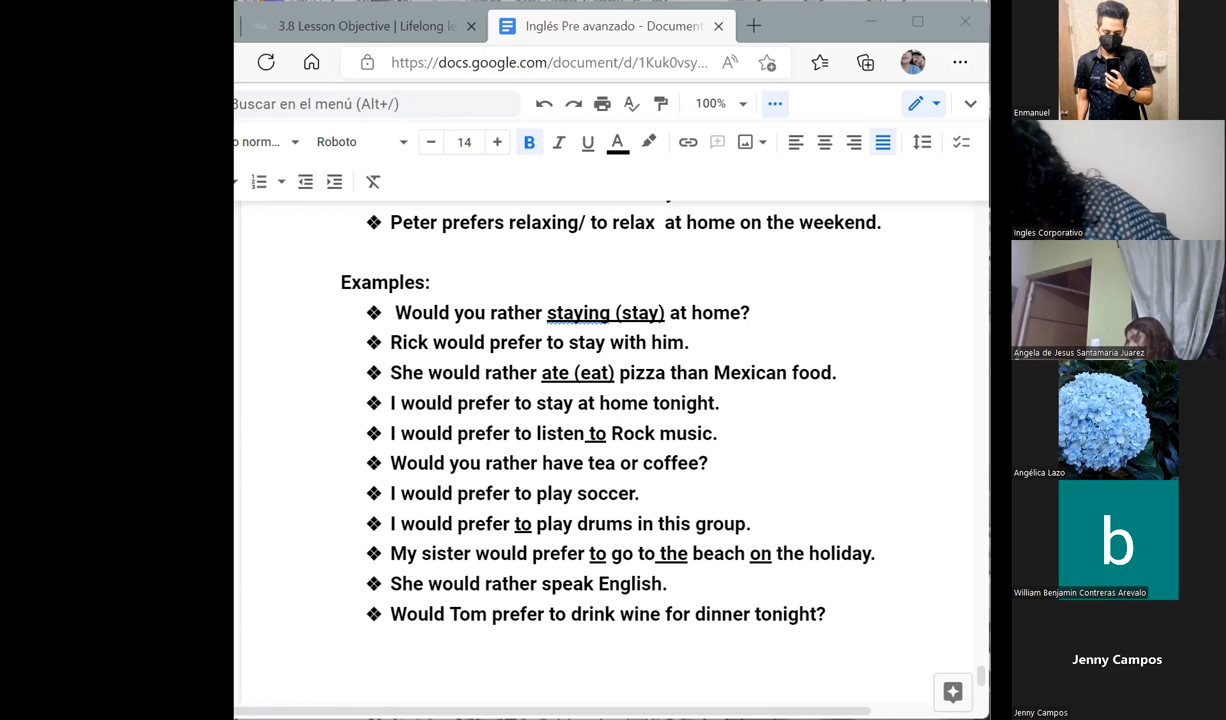 3.8 Lesson Objective | Lifelong le
Inglés Pre avanzado - Document
https://docs.google.com/document/d/1Kuk0vsy...
Buscar en el menú (Alt+/)
100%
o norm...
Roboto
14
B I U A
Peter prefers relaxing/ to relax at home on the weekend.
Examples:
Would you rather staying (stay) at home?
Rick would prefer to stay with him.
She would rather ate (eat) pizza than Mexican food.
I would prefer to stay at home tonight.
I would prefer to listen to Rock music.
Would you rather have tea or coffee?
I would prefer to play soccer.
I would prefer to play drums in this group.
My sister would prefer to go to the beach on the holiday.
She would rather speak English.
Would Tom prefer to drink wine for dinner tonight?
Enmanuel
Ingles Corporativo
Angela de Jesus Santamaria Juarez
Angélica Lazo
b
William Benjamin Contreras Arevalo
Jenny Campos
Jenny Campos